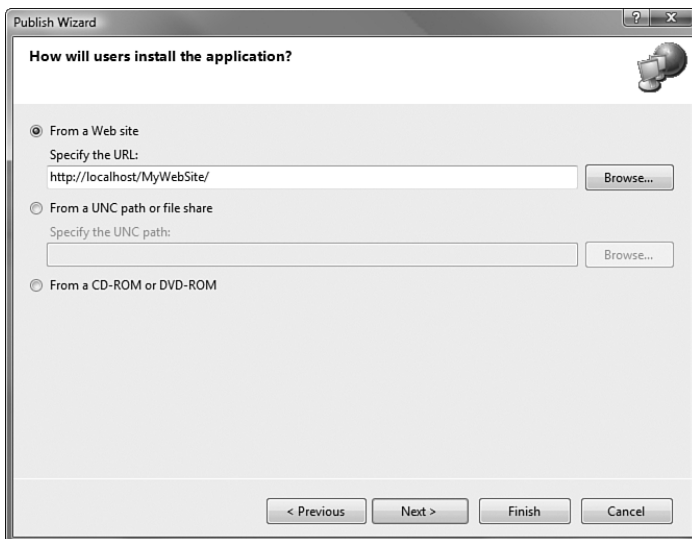 Publish Wizard
? X
How will users install the application?
From a Web site
Specify the URL:
http://localhost/MyWebSite/
Browse...
From a UNC path or file share
Specify the UNC path:
Browse...
From a CD-ROM or DVD-ROM
< Previous
Next >
Finish
Cancel